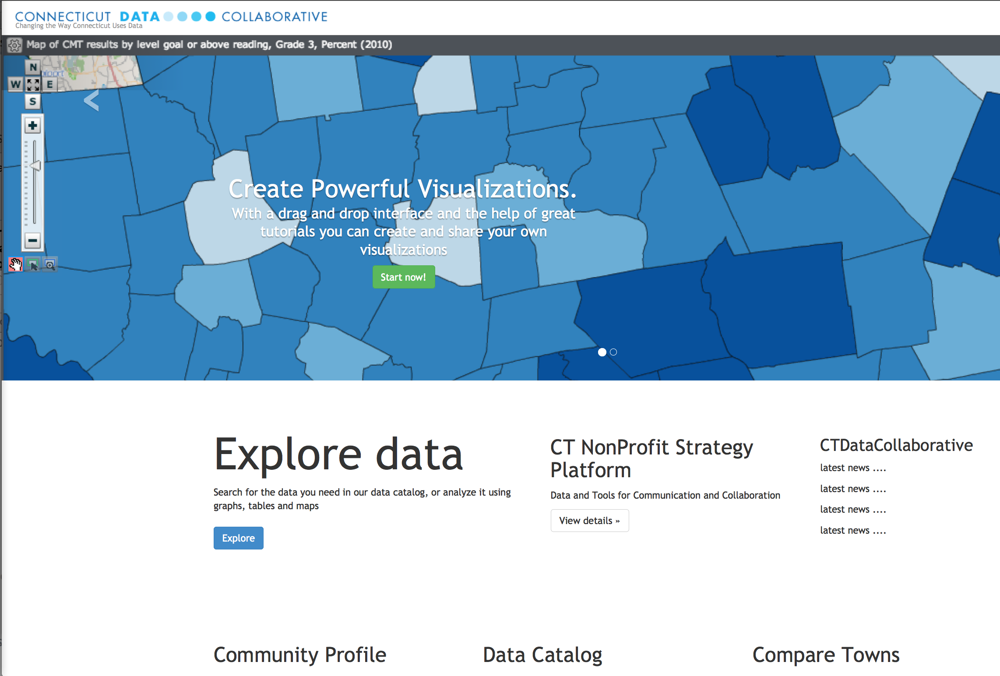 CONNECTICUT DATA COLLABORATIVE
Changing the Way Connecticut Uses Data
Map of CMT results by level goal or above reading, Grade 3, Percent (2010)
N
W E
S
Create Powerful Visualizations.
With a drag and drop interface and the help of great
tutorials you can create and share your own
visualizations
Start now!
Explore data
Search for the data you need in our data catalog, or analyze it using
graphs, tables and maps
Explore
CT NonProfit Strategy
Platform
Data and Tools for Communication and Collaboration
View details »
CTDataCollaborative
latest news ....
latest news ....
latest news ....
latest news ....
Community Profile
Data Catalog
Compare Towns